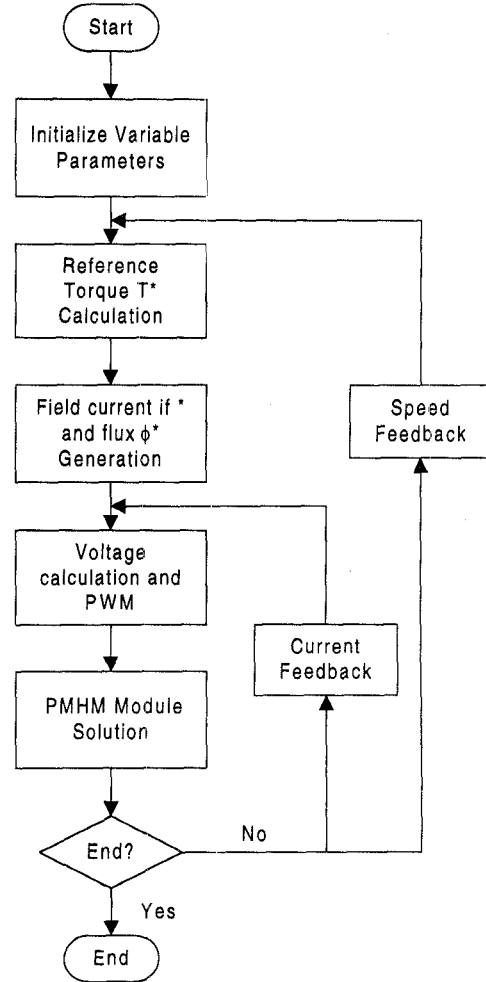 Start
Initialize Variable
Parameters
Reference
Torque T*
Calculation
Field current if *
and flux ϕ*
Generation
Speed
Feedback
Voltage
calculation and
PWM
Current
Feedback
PMHM Module
Solution
End?
No
Yes
End